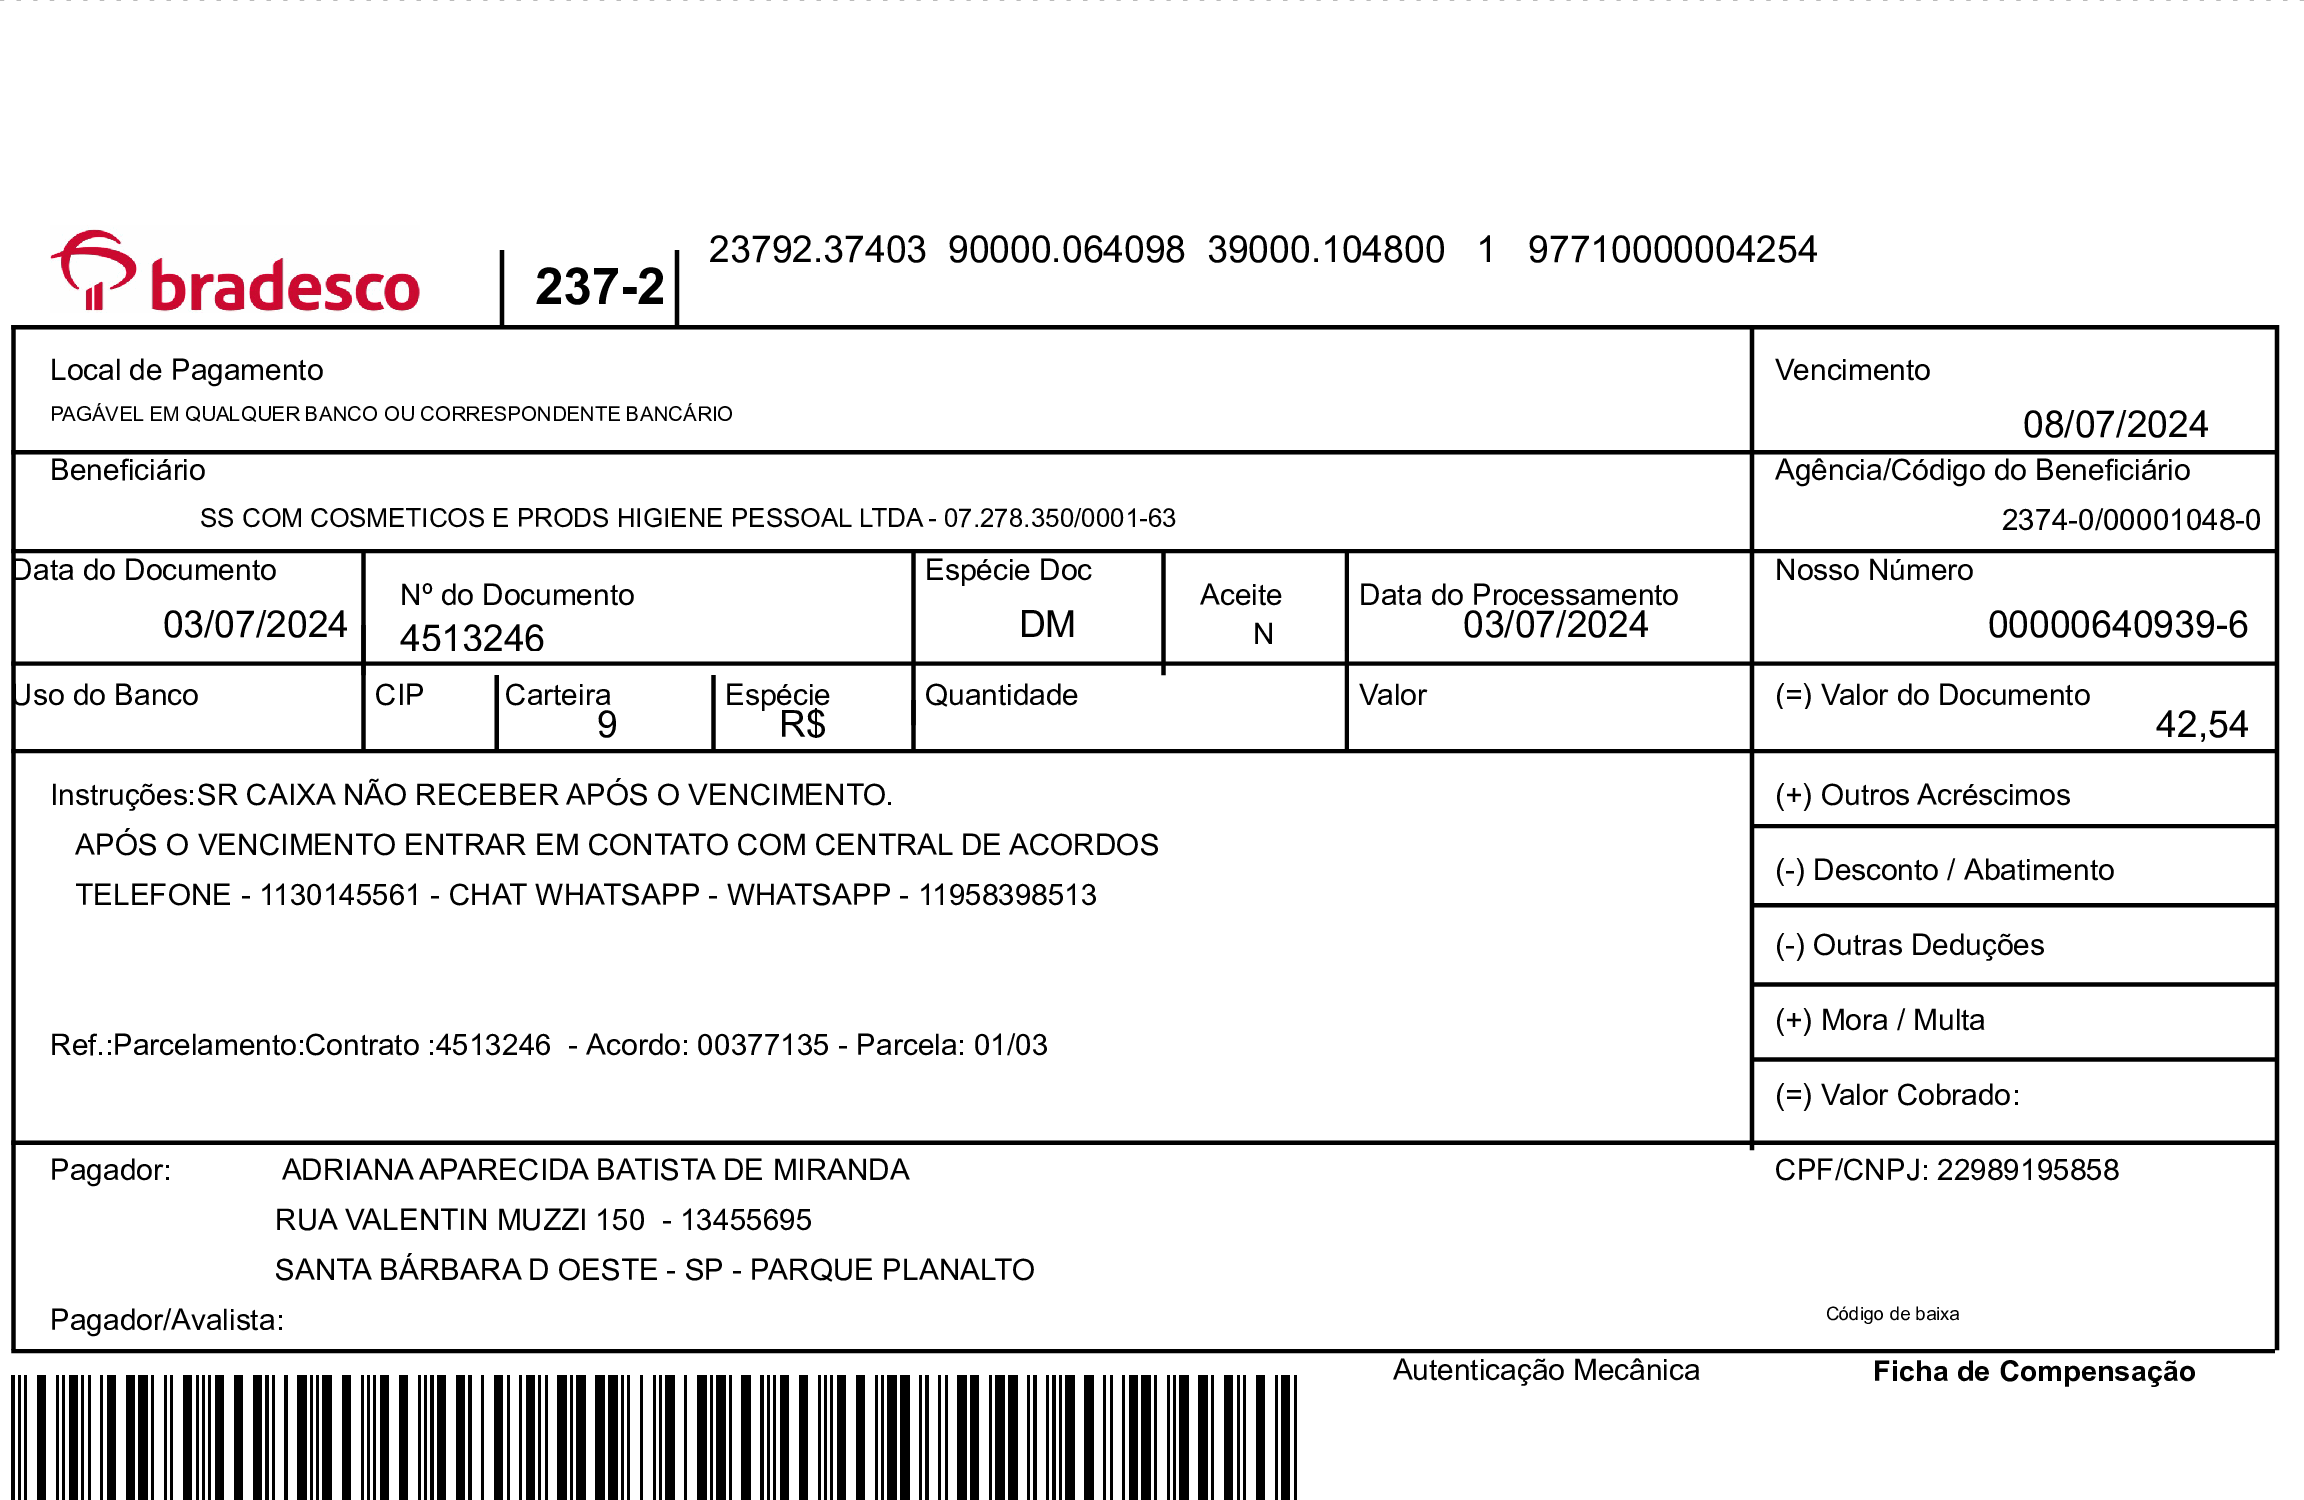 bradesco
237-2
23792.37403 90000.064098 39000.104800 1 97710000004254
Local de Pagamento
PAGÁVEL EM QUALQUER BANCO OU CORRESPONDENTE BANCÁRIO
Vencimento
08/07/2024
Beneficiário
SS COM COSMETICOS E PRODS HIGIENE PESSOAL LTDA - 07.278.350/0001-63
Agência/Código do Beneficiário
2374-0/00001048-0
Data do Documento
03/07/2024
Nº do Documento
4513246
Espécie Doc
DM
Aceite
N
Data do Processamento
03/07/2024
Nosso Número
00000640939-6
Uso do Banco
CIP
Carteira
9
Espécie
R$
Quantidade
Valor
(=) Valor do Documento
42,54
Instruções:SR CAIXA NÃO RECEBER APÓS O VENCIMENTO.
APÓS O VENCIMENTO ENTRAR EM CONTATO COM CENTRAL DE ACORDOS
TELEFONE - 1130145561 - CHAT WHATSAPP - WHATSAPP - 11958398513
Ref.:Parcelamento:Contrato :4513246 - Acordo: 00377135 - Parcela: 01/03
(+) Outros Acréscimos
(-) Desconto / Abatimento
(-) Outras Deduções
(+) Mora / Multa
(=) Valor Cobrado:
Pagador: ADRIANA APARECIDA BATISTA DE MIRANDA
CPF/CNPJ: 22989195858
RUA VALENTIN MUZZI 150 - 13455695
SANTA BÁRBARA D OESTE - SP - PARQUE PLANALTO
Pagador/Avalista:
Código de baixa
Autenticação Mecânica
Ficha de Compensação